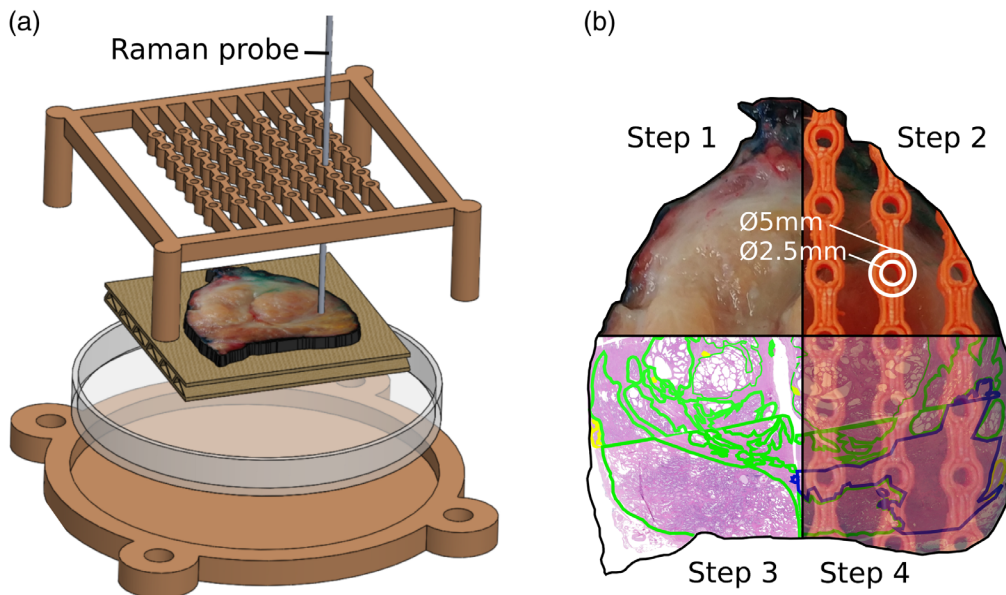 (a)
Raman probe
(b)
Step 1
Step 2
Ø5mm
Ø2.5mm
Step 3
Step 4